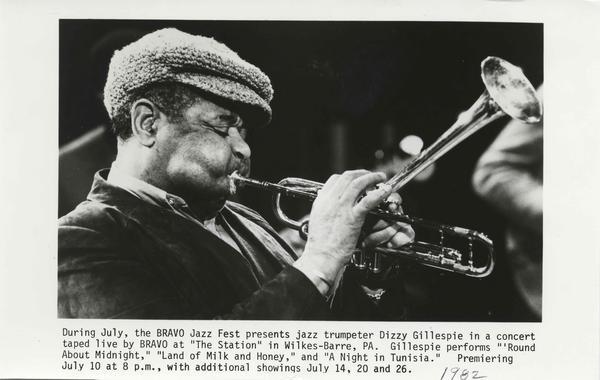 During July, the BRAVO Jazz Fest presents jazz trumpeter Dizzy Gillespie in a concert
taped live by BRAVO at "The Station" in Wilkes-Barre, PA.  Gillespie performs "'Round
About Midnight," "Land of Milk and Honey," and "A Night in Tunisia."  Premiering
July 10 at 8 p.m., with additional showings July 14, 20 and 26.
1982